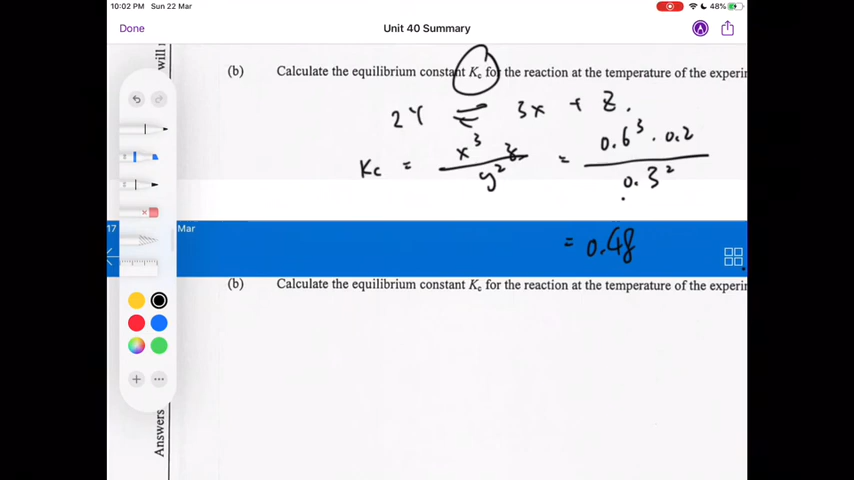 10:02 PM Sun 22 Mar 48%
Done Unit 40 Summary
will
(b) Calculate the equilibrium constant Kc for the reaction at the temperature of the experi
2Y ⇌ 3x + z.
Kc = x³ z / y² = 0.6³ · 0.2 / 0.3²
17 Mar
= 0.48
(b) Calculate the equilibrium constant Kc for the reaction at the temperature of the experi
Answers